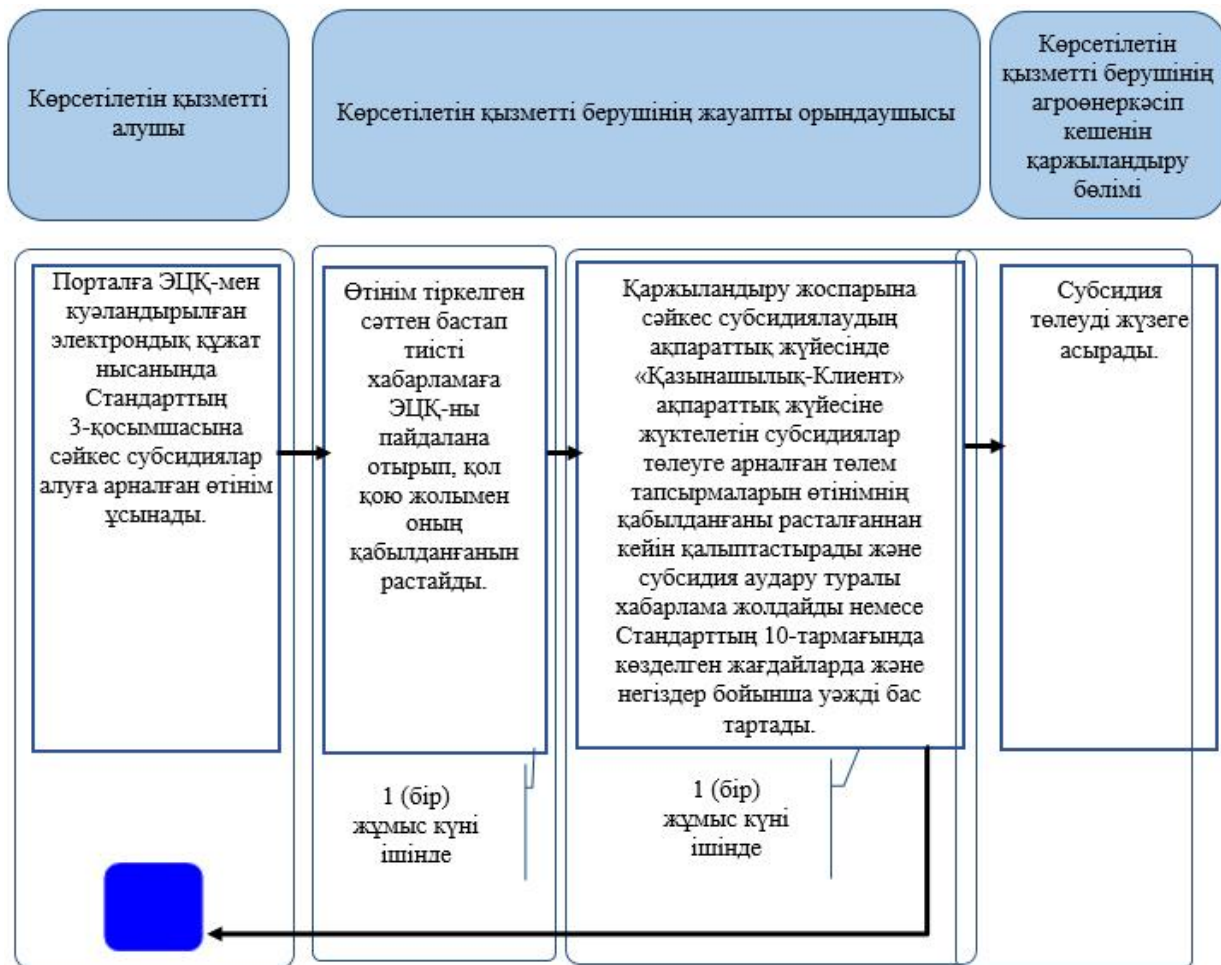 Көрсетілетін қызметті
алушы
Көрсетілетін қызметті берушінің жауапты орындаушысы
Көрсетілетін
қызметті берушінің
агроөнеркәсіп
кешенін
қаржыландыру
бөлімі
Порталға ЭЦҚ-мен
куәландырылған
электрондық құжат
нысанында
Стандарттың
3-қосымшасына
сәйкес субсидиялар
алуға арналған өтінім
ұсынады.
Өтінім тіркелген
сәттен бастап
тиісті
хабарламаға
ЭЦҚ-ны
пайдалана
отырып, қол
қою жолымен
оның
қабылданғанын
растайды.
Қаржыландыру жоспарына
сәйкес субсидиялаудың
ақпараттық жүйесінде
«Қазынашылық-Клиент»
ақпараттық жүйесіне
жүктелетін субсидиялар
төлеуге арналған төлем
тапсырмаларын өтінімнің
қабылданғаны расталғаннан
кейін қалыптастырады және
субсидия аудару туралы
хабарлама жолдайды немесе
Стандарттың 10-тармағында
көзделген жағдайларда және
негіздер бойынша уәжді бас
тартады.
Субсидия
төлеуді жүзеге
асырады.
1 (бір)
жұмыс күні
ішінде
1 (бір)
жұмыс күні
ішінде